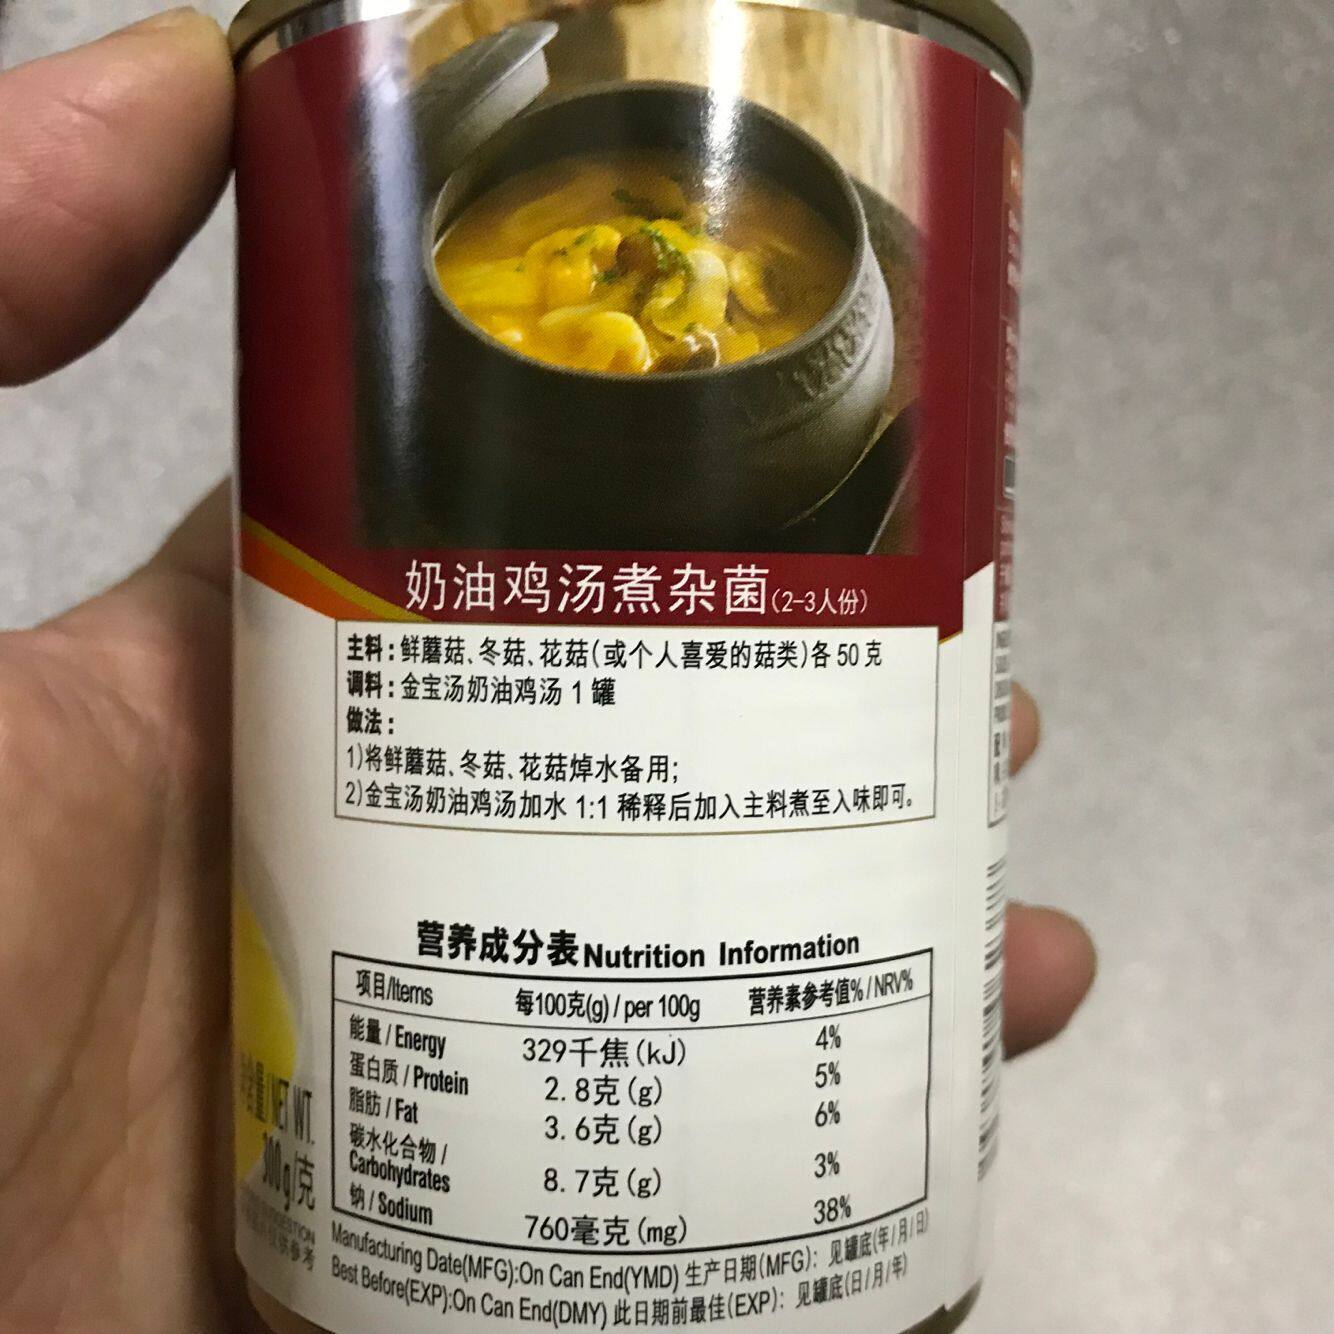 奶油鸡汤煮杂菌(2-3人份)
主料:鲜蘑菇、冬菇、花菇(或个人喜爱的菇类)各 50 克
调料:金宝汤奶油鸡汤 1 罐
做法:
1)将鲜蘑菇、冬菇、花菇焯水备用;
2)金宝汤奶油鸡汤加水 1:1 稀释后加入主料煮至入味即可。
营养成分表Nutrition Information
项目/Items 每100克(g)/per 100g 营养素参考值%/NRV%
能量/Energy 329千焦(kJ) 4%
蛋白质/Protein 2.8克(g) 5%
脂肪/Fat 3.6克(g) 6%
碳水化合物/
Carbohydrates 8.7克(g) 3%
钠/Sodium 760毫克(mg) 38%
Manufacturing Date(MFG):On Can End(YMD) 生产日期(MFG): 见罐底(年/月/日)
Best Before(EXP):On Can End(DMY) 此日期前最佳(EXP): 见罐底(日/月/年)
NET WT.
g/克
参考